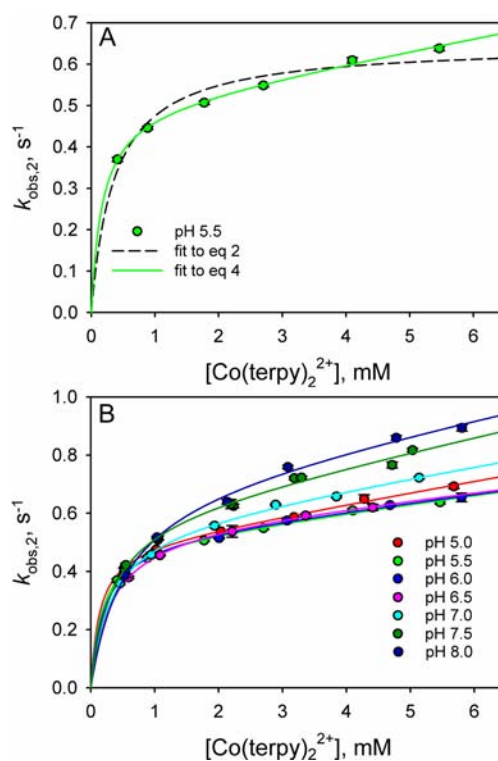 A
0.7
0.6
0.5
0.4
0.3
0.2
0.1
0.0
k_obs,2, s⁻¹
pH 5.5
fit to eq 2
fit to eq 4
0 1 2 3 4 5 6
[Co(terpy)₂²⁺], mM
B
1.0
0.8
0.6
0.4
0.2
0.0
k_obs,2, s⁻¹
pH 5.0
pH 5.5
pH 6.0
pH 6.5
pH 7.0
pH 7.5
pH 8.0
0 1 2 3 4 5 6
[Co(terpy)₂²⁺], mM